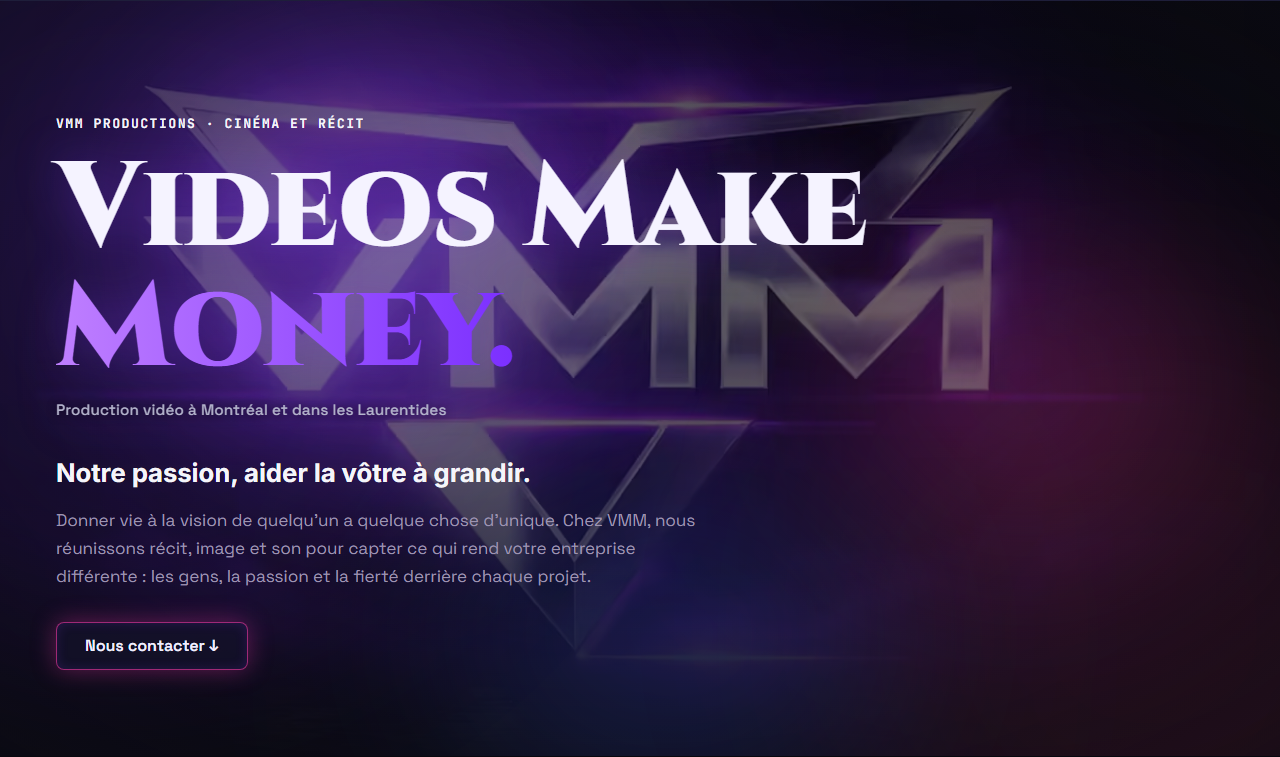 VMM PRODUCTIONS · CINÉMA ET RÉCIT
VIDEOS MAKE
MONEY.
VMM
Production vidéo à Montréal et dans les Laurentides
Notre passion, aider la vôtre à grandir.
Donner vie à la vision de quelqu’un a quelque chose d’unique. Chez VMM, nous
réunissons récit, image et son pour capter ce qui rend votre entreprise
différente : les gens, la passion et la fierté derrière chaque projet.
Nous contacter ↓